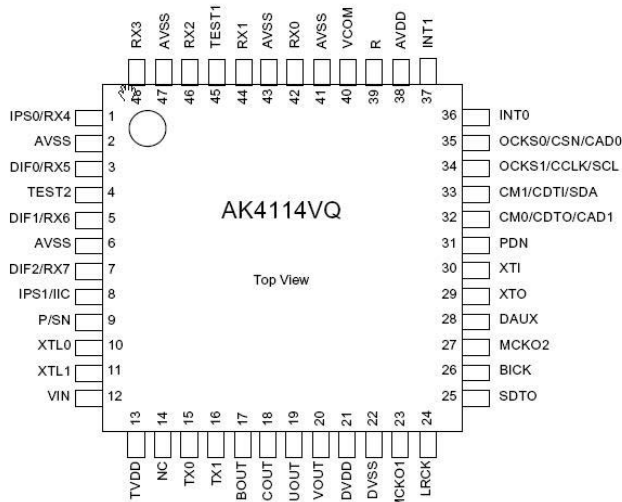 RX3 AVSS RX2 TEST1 RX1 AVSS RX0 AVSS VCOM R AVDD INT1
48 47 46 45 44 43 42 41 40 39 38 37
IPS0/RX4 1
AVSS 2
DIF0/RX5 3
TEST2 4
DIF1/RX6 5
AVSS 6
DIF2/RX7 7
IPS1/IIC 8
P/SN 9
XTL0 10
XTL1 11
VIN 12
AK4114VQ
Top View
36 INT0
35 OCKS0/CSN/CAD0
34 OCKS1/CCLK/SCL
33 CM1/CDTI/SDA
32 CM0/CDTO/CAD1
31 PDN
30 XTI
29 XTO
28 DAUX
27 MCKO2
26 BICK
25 SDTO
13 14 15 16 17 18 19 20 21 22 23 24
TVDD NC TX0 TX1 BOUT COUT UOUT VOUT DVDD DVSS MCKO1 LRCK